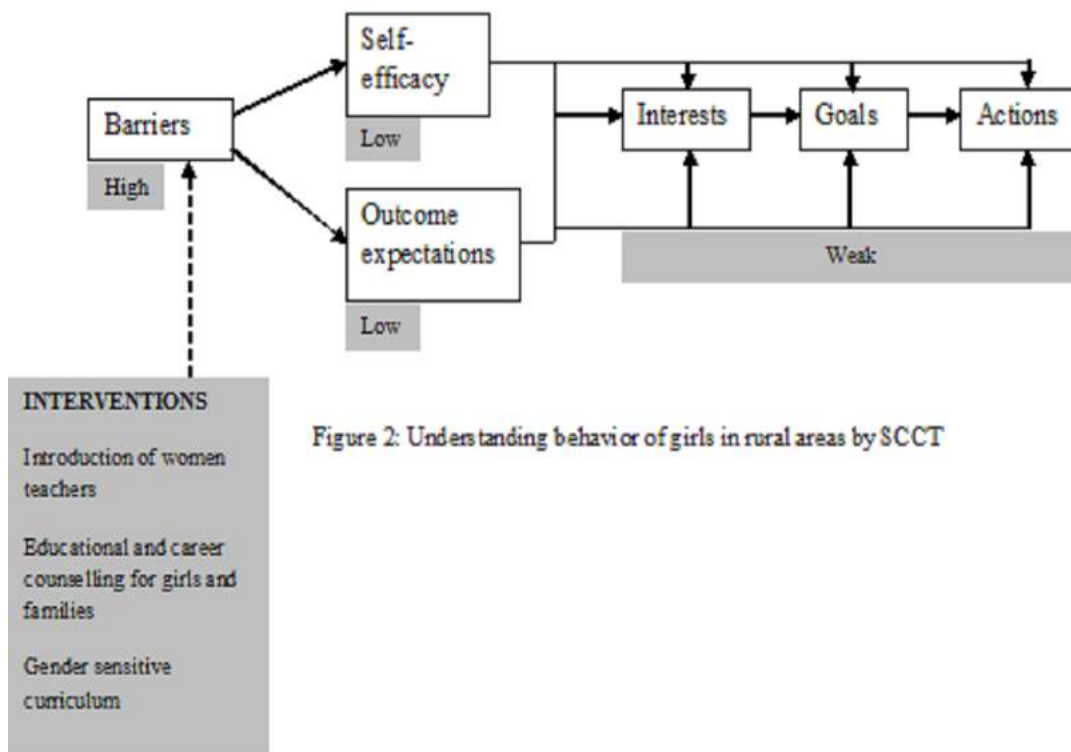 Self-
efficacy
Low
Barriers
High
Outcome
expectations
Low
Interests
Goals
Actions
Weak
INTERVENTIONS
Introduction of women
teachers
Educational and career
counselling for girls and
families
Gender sensitive
curriculum
Figure 2: Understanding behavior of girls in rural areas by SCCT